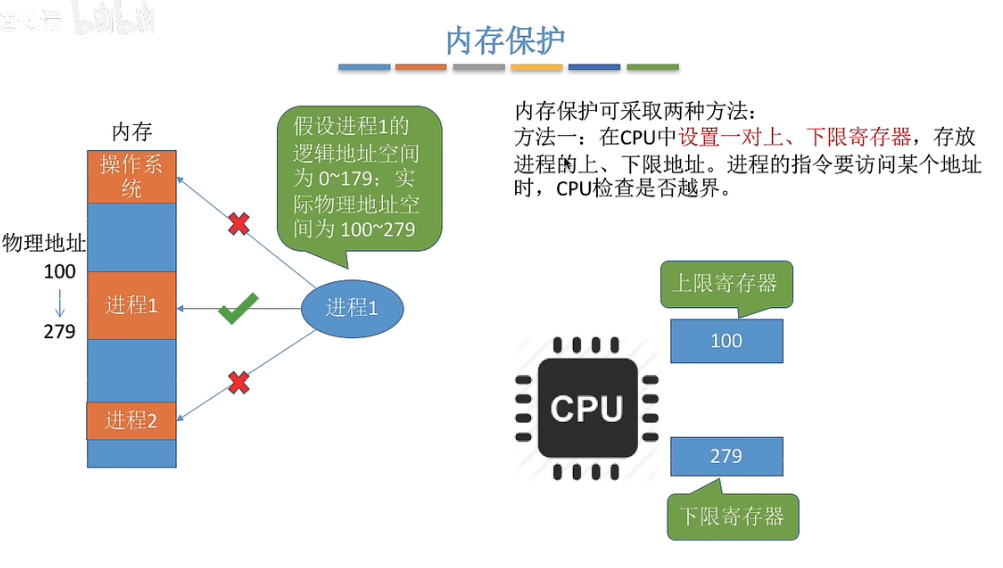 bilibili
内存保护
内存
操作系
统
物理地址
100
279
进程1
进程2
假设进程1的
逻辑地址空间
为 0~179；实
际物理地址空
间为 100~279
进程1
内存保护可采取两种方法：
方法一：在CPU中设置一对上、下限寄存器，存放
进程的上、下限地址。进程的指令要访问某个地址
时，CPU检查是否越界。
上限寄存器
100
CPU
279
下限寄存器